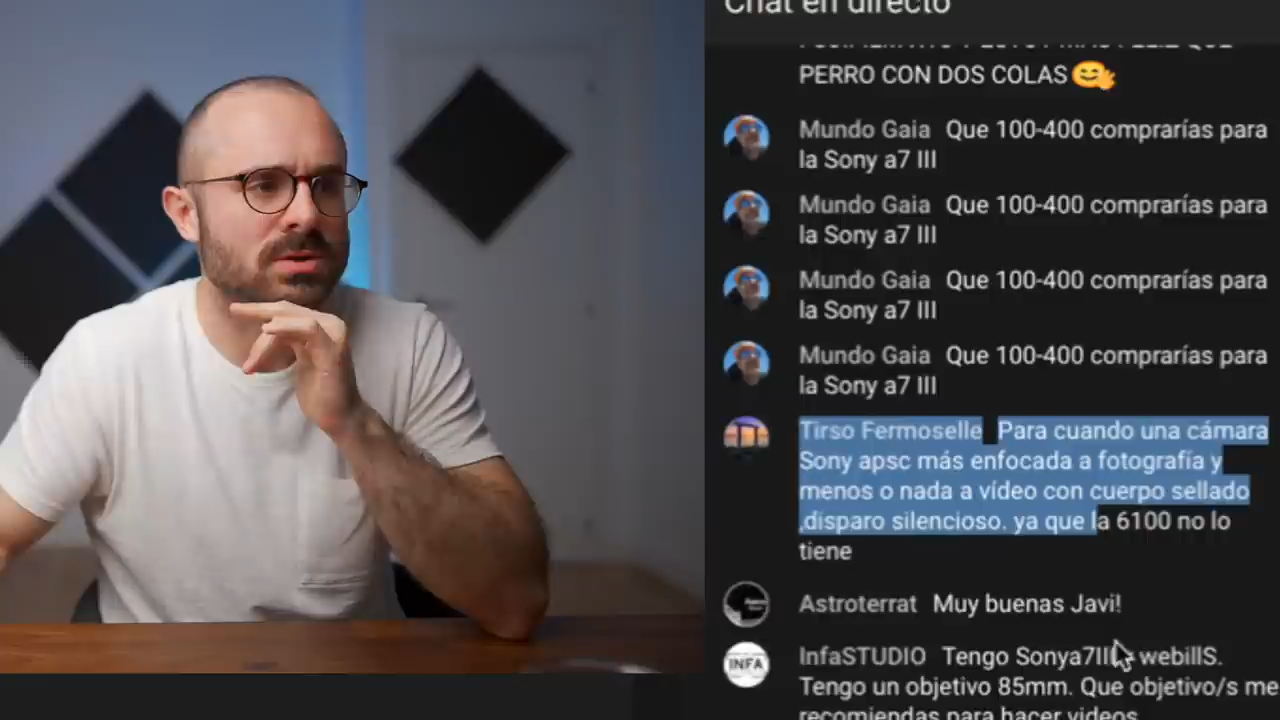 Chat en directo
PERRO CON DOS COLAS
Mundo Gaia Que 100-400 comprarías para
la Sony a7 III
Mundo Gaia Que 100-400 comprarías para
la Sony a7 III
Mundo Gaia Que 100-400 comprarías para
la Sony a7 III
Mundo Gaia Que 100-400 comprarías para
la Sony a7 III
Tirso Fermoselle Para cuando una cámara
Sony apsc más enfocada a fotografía y
menos o nada a vídeo con cuerpo sellado
,disparo silencioso. ya que la 6100 no lo
tiene
Astroterrat Muy buenas Javi!
INFA
InfaSTUDIO Tengo Sonya7III webillS.
Tengo un objetivo 85mm. Que objetivo/s me
recomiendas para hacer videos